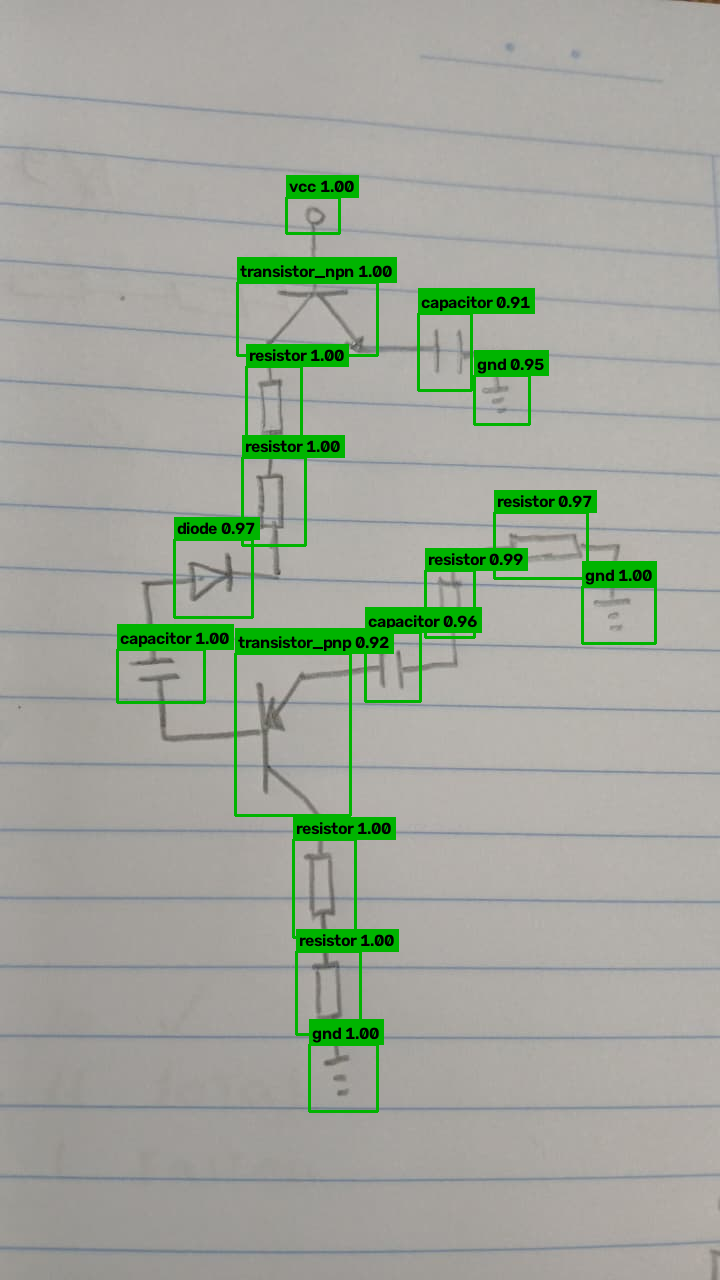 vcc 1.00
transistor_npn 1.00
capacitor 0.91
resistor 1.00
gnd 0.95
resistor 1.00
resistor 0.97
diode 0.97
resistor 0.99
gnd 1.00
capacitor 0.96
capacitor 1.00
transistor_pnp 0.92
resistor 1.00
resistor 1.00
gnd 1.00